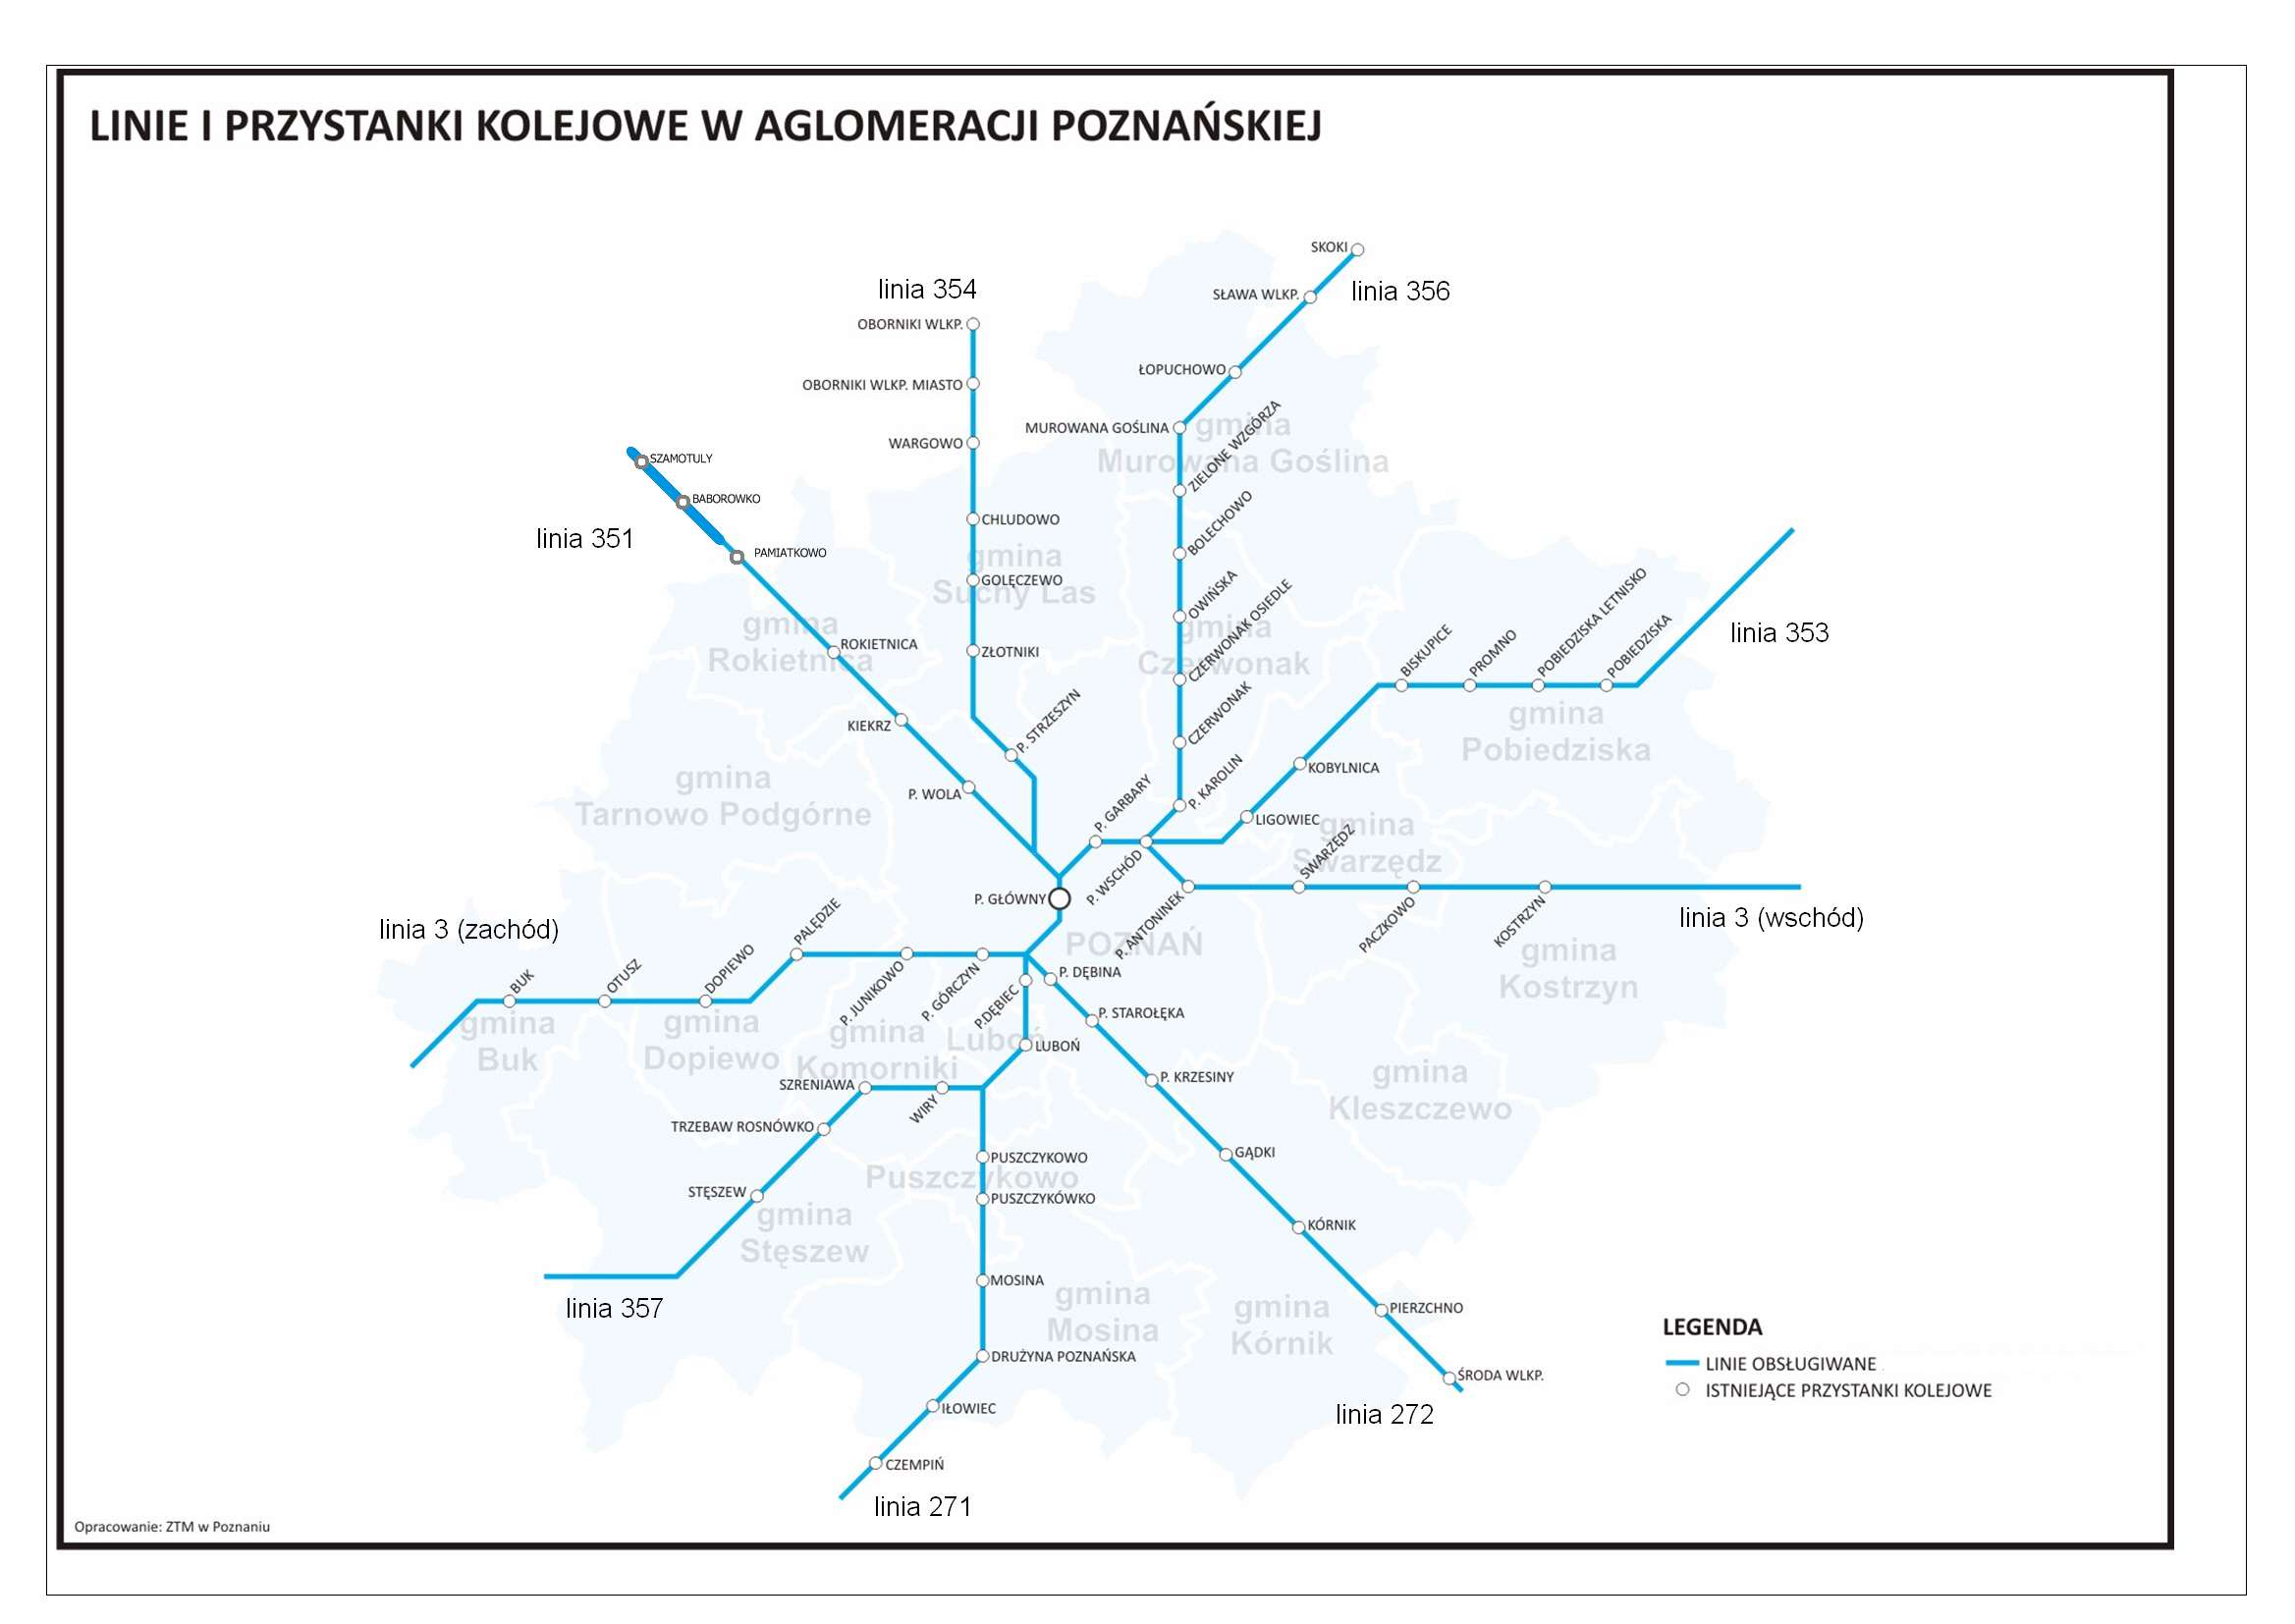 LINIE I PRZYSTANKI KOLEJOWE W AGLOMERACJI POZNAŃSKIEJ
SKOKI
linia 354
linia 356
SŁAWA WLKP.
OBORNIKI WLKP.
ŁOPUCHOWO
OBORNIKI WLKP. MIASTO
MUROWANA GOŚLINA
gmina
Murowana Goślina
ZIELONE WZGÓRZA
WARGOWO
SZAMOTULY
BABOROWKO
linia 351
PAMIATKOWO
CHLUDOWO
BOLECHOWO
gmina
Suchy Las
GOLĘCZEWO
OWIŃSKA
gmina
Rokietnica
ROKIETNICA
ZŁOTNIKI
gmina
Czerwonak
CZERWONAK OSIEDLE
linia 353
BISKUPICE
PROMNO
POBIEDZISKA LETNISKO
POBIEDZISKA
KIEKRZ
P. STRZESZYN
CZERWONAK
gmina
Pobiedziska
gmina
Tarnowo Podgórne
P. WOLA
P. GARBARY
P. KAROLIN
KOBYLNICA
LIGOWIEC
gmina
Swarzędz
SWARZĘDZ
P. WSCHÓD
P. GŁÓWNY
P. ANTONINEK
PACZKOWO
KOSTRZYN
linia 3 (wschód)
linia 3 (zachód)
PALĘDZIE
POZNAŃ
gmina
Kostrzyn
BUK
OTUSZ
DOPIEWO
P. JUNIKOWO
P. GÓRCZYN
P.DĘBIEC
P. DĘBINA
P. STAROŁĘKA
gmina
Buk
gmina
Dopiewo
gmina
Komorniki
Luboń
LUBOŃ
SZRENIAWA
WIRY
P. KRZESINY
gmina
Kleszczewo
TRZEBAW ROSNÓWKO
PUSZCZYKOWO
Puszczykowo
PUSZCZYKÓWKO
GĄDKI
STĘSZEW
gmina
Stęszew
KÓRNIK
MOSINA
gmina
Mosina
gmina
Kórnik
linia 357
PIERZCHNO
DRUŻYNA POZNAŃSKA
ŚRODA WLKP.
IŁOWIEC
linia 272
CZEMPIŃ
linia 271
LEGENDA
LINIE OBSŁUGIWANE
ISTNIEJĄCE PRZYSTANKI KOLEJOWE
Opracowanie: ZTM w Poznaniu